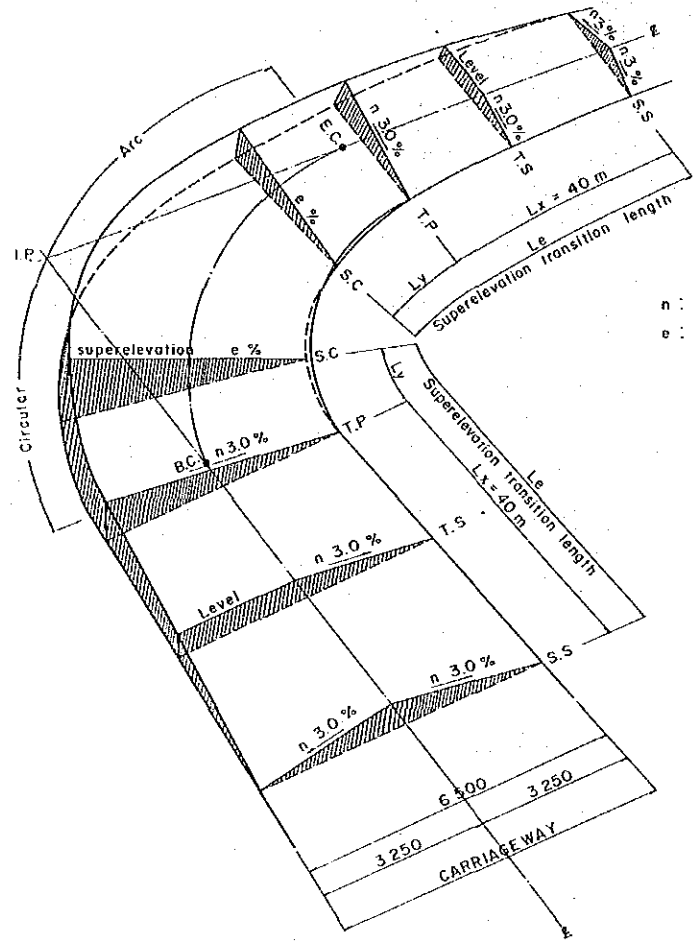 n 3%
n 3%
℄
Level
n 3.0%
S.S
E.C.
n 3.0%
T.S
Lx = 40 m
Arc
e %
T.P
Le
Superelevation transition length
I.P.
S.C
Ly
n :
e :
superelevation e %
S.C
Circular
Ly
Superelevation transition length
Le
Lx = 40 m
B.C.
n 3.0%
T.P
n 3.0 %
T.S
Level
n 3.0 %
S.S
n 3.0 %
6 500
3 250
3 250
CARRIAGEWAY
℄